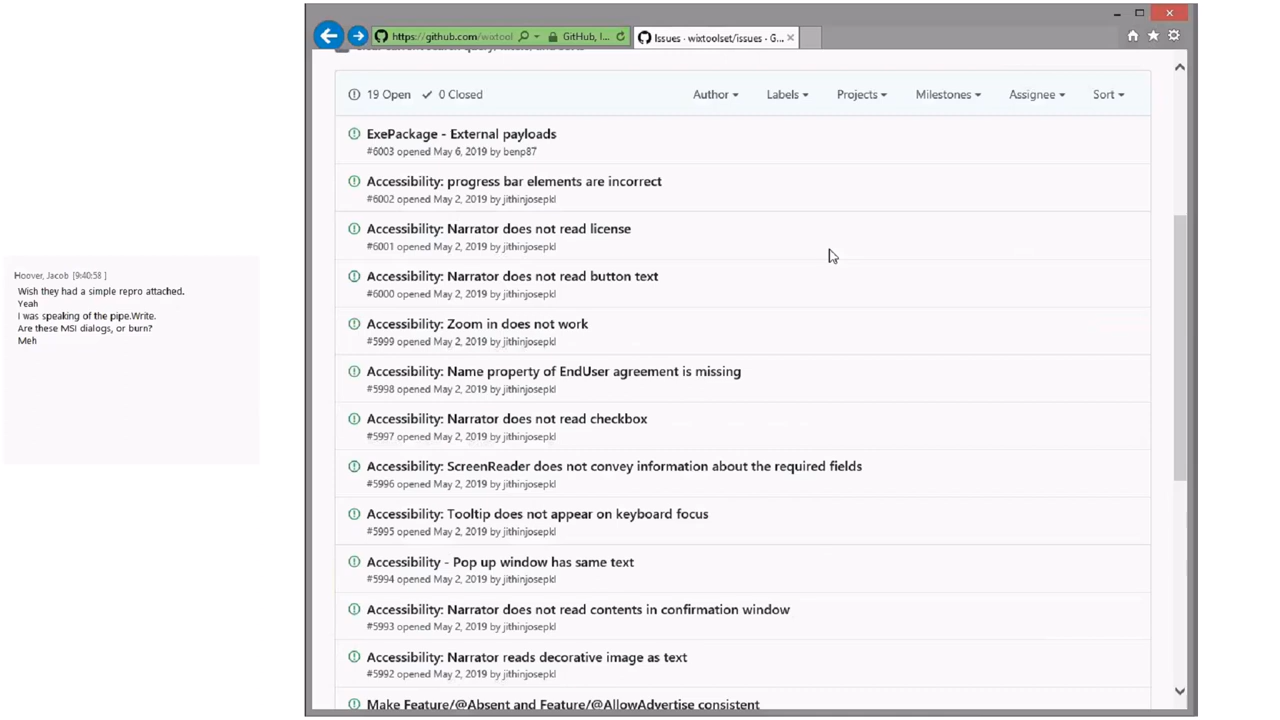 Hoover, Jacob [9:40:58 ]
Wish they had a simple repro attached.
Yeah
I was speaking of the pipe.Write.
Are these MSI dialogs, or burn?
Meh
https://github.com/wixtool
GitHub, I...
Issues · wixtoolset/issues - G...
19 Open
0 Closed
Author
Labels
Projects
Milestones
Assignee
Sort
ExePackage - External payloads
#6003 opened May 6, 2019 by benp87
Accessibility: progress bar elements are incorrect
#6002 opened May 2, 2019 by jithinjosepkl
Accessibility: Narrator does not read license
#6001 opened May 2, 2019 by jithinjosepkl
Accessibility: Narrator does not read button text
#6000 opened May 2, 2019 by jithinjosepkl
Accessibility: Zoom in does not work
#5999 opened May 2, 2019 by jithinjosepkl
Accessibility: Name property of EndUser agreement is missing
#5998 opened May 2, 2019 by jithinjosepkl
Accessibility: Narrator does not read checkbox
#5997 opened May 2, 2019 by jithinjosepkl
Accessibility: ScreenReader does not convey information about the required fields
#5996 opened May 2, 2019 by jithinjosepkl
Accessibility: Tooltip does not appear on keyboard focus
#5995 opened May 2, 2019 by jithinjosepkl
Accessibility - Pop up window has same text
#5994 opened May 2, 2019 by jithinjosepkl
Accessibility: Narrator does not read contents in confirmation window
#5993 opened May 2, 2019 by jithinjosepkl
Accessibility: Narrator reads decorative image as text
#5992 opened May 2, 2019 by jithinjosepkl
Make Feature/@Absent and Feature/@AllowAdvertise consistent